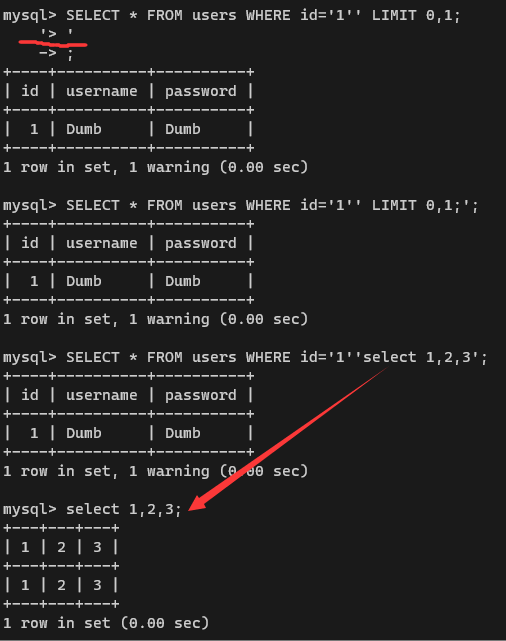 mysql> SELECT * FROM users WHERE id='1'' LIMIT 0,1;
    '> '
    -> ;
+----+----------+----------+
| id | username | password |
+----+----------+----------+
|  1 | Dumb     | Dumb     |
+----+----------+----------+
1 row in set, 1 warning (0.00 sec)

mysql> SELECT * FROM users WHERE id='1'' LIMIT 0,1;';
+----+----------+----------+
| id | username | password |
+----+----------+----------+
|  1 | Dumb     | Dumb     |
+----+----------+----------+
1 row in set, 1 warning (0.00 sec)

mysql> SELECT * FROM users WHERE id='1''select 1,2,3';
+----+----------+----------+
| id | username | password |
+----+----------+----------+
|  1 | Dumb     | Dumb     |
+----+----------+----------+
1 row in set, 1 warning (0.00 sec)

mysql> select 1,2,3;
+---+---+---+
| 1 | 2 | 3 |
+---+---+---+
| 1 | 2 | 3 |
+---+---+---+
1 row in set (0.00 sec)